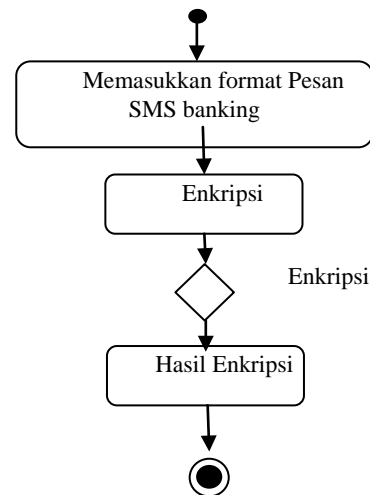 Memasukkan format Pesan
SMS banking
Enkripsi
Enkripsi
Hasil Enkripsi